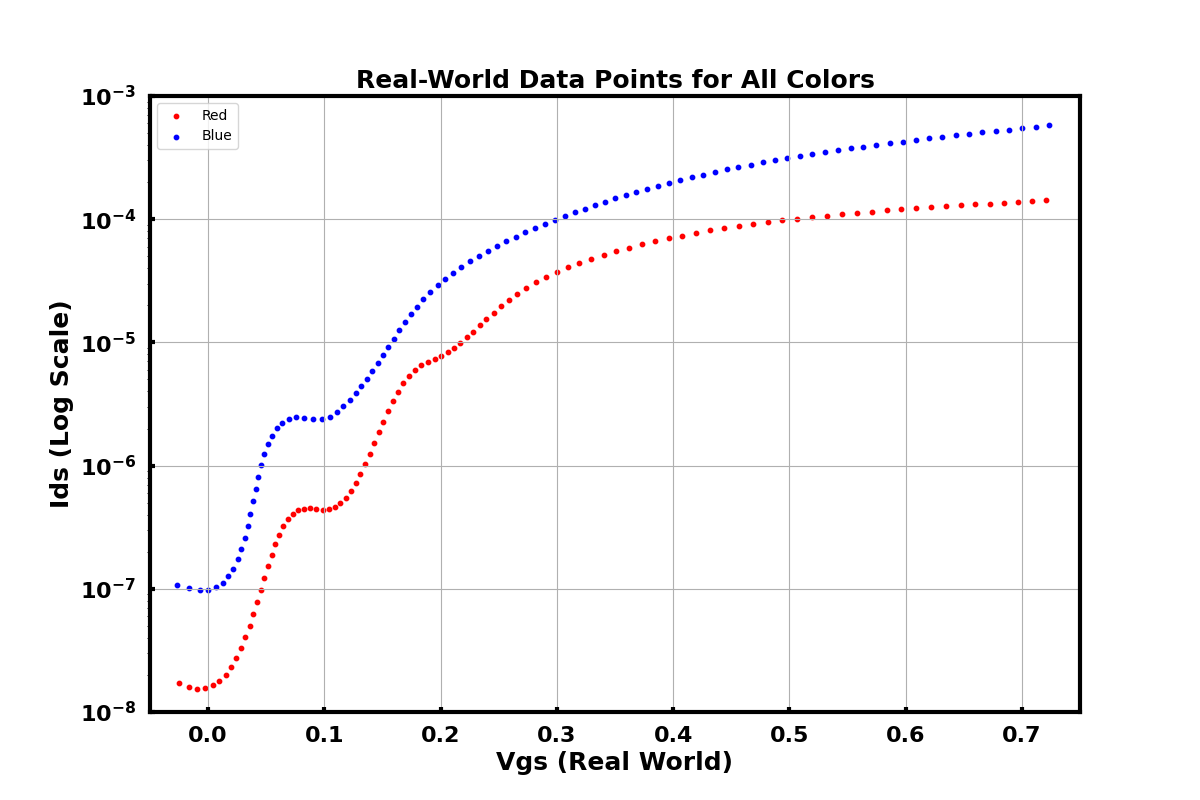 Real-World Data Points for All Colors
10⁻³
Red
Blue
10⁻⁴
10⁻⁵
10⁻⁶
10⁻⁷
10⁻⁸
Ids (Log Scale)
0.0 0.1 0.2 0.3 0.4 0.5 0.6 0.7
Vgs (Real World)